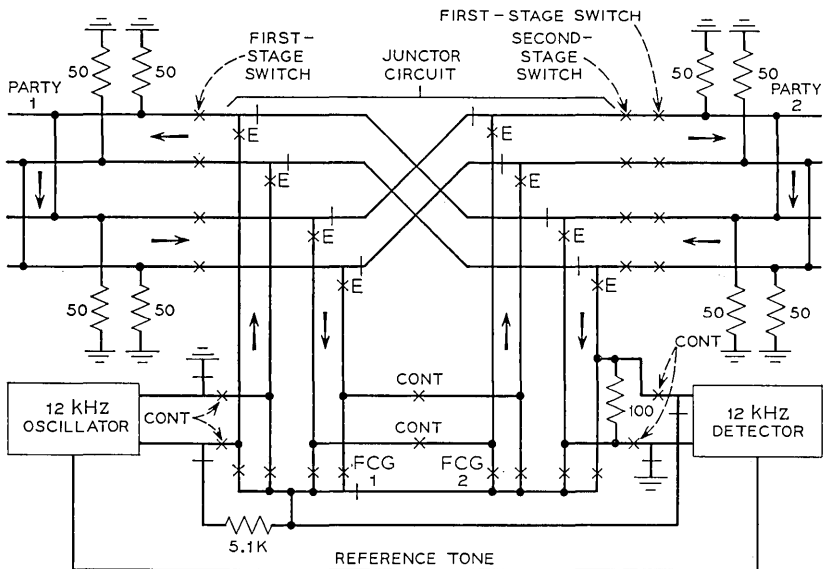 FIRST-STAGE SWITCH
FIRST-
STAGE
SWITCH
SECOND-
STAGE
SWITCH
JUNCTOR
CIRCUIT
50
50
50
50
PARTY
1
PARTY
2
E
E
E
E
E
E
E
E
50
50
50
50
CONT
CONT
12 kHz
OSCILLATOR
CONT
CONT
100
12 kHz
DETECTOR
FCG
1
FCG
2
5.1K
REFERENCE TONE